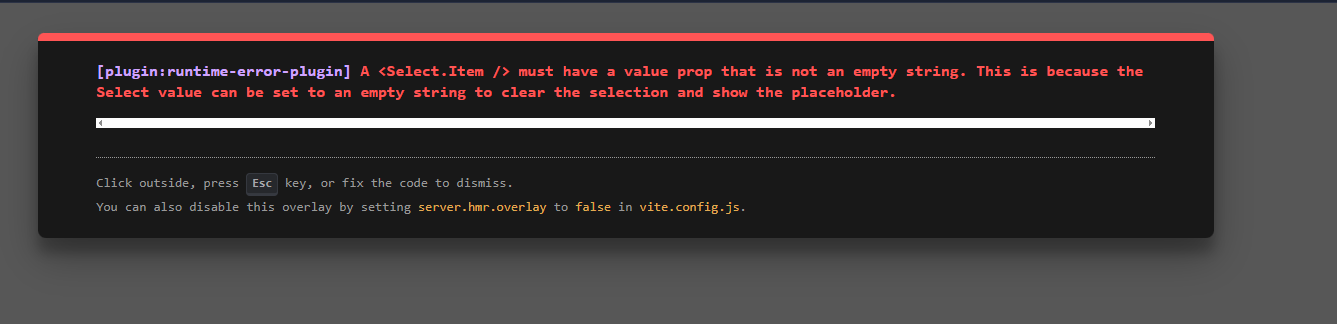 [plugin:runtime-error-plugin] A <Select.Item /> must have a value prop that is not an empty string. This is because the
Select value can be set to an empty string to clear the selection and show the placeholder.
Click outside, press Esc key, or fix the code to dismiss.
You can also disable this overlay by setting server.hmr.overlay to false in vite.config.js.